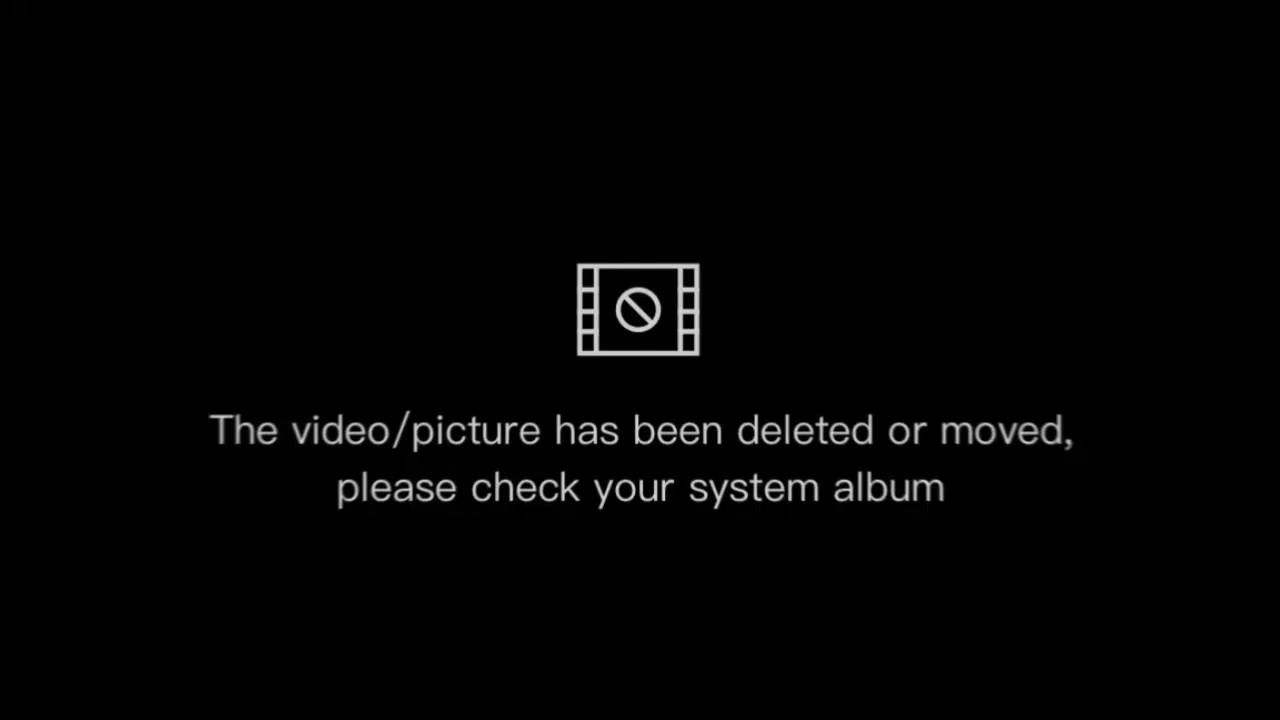 The video/picture has been deleted or moved,
please check your system album